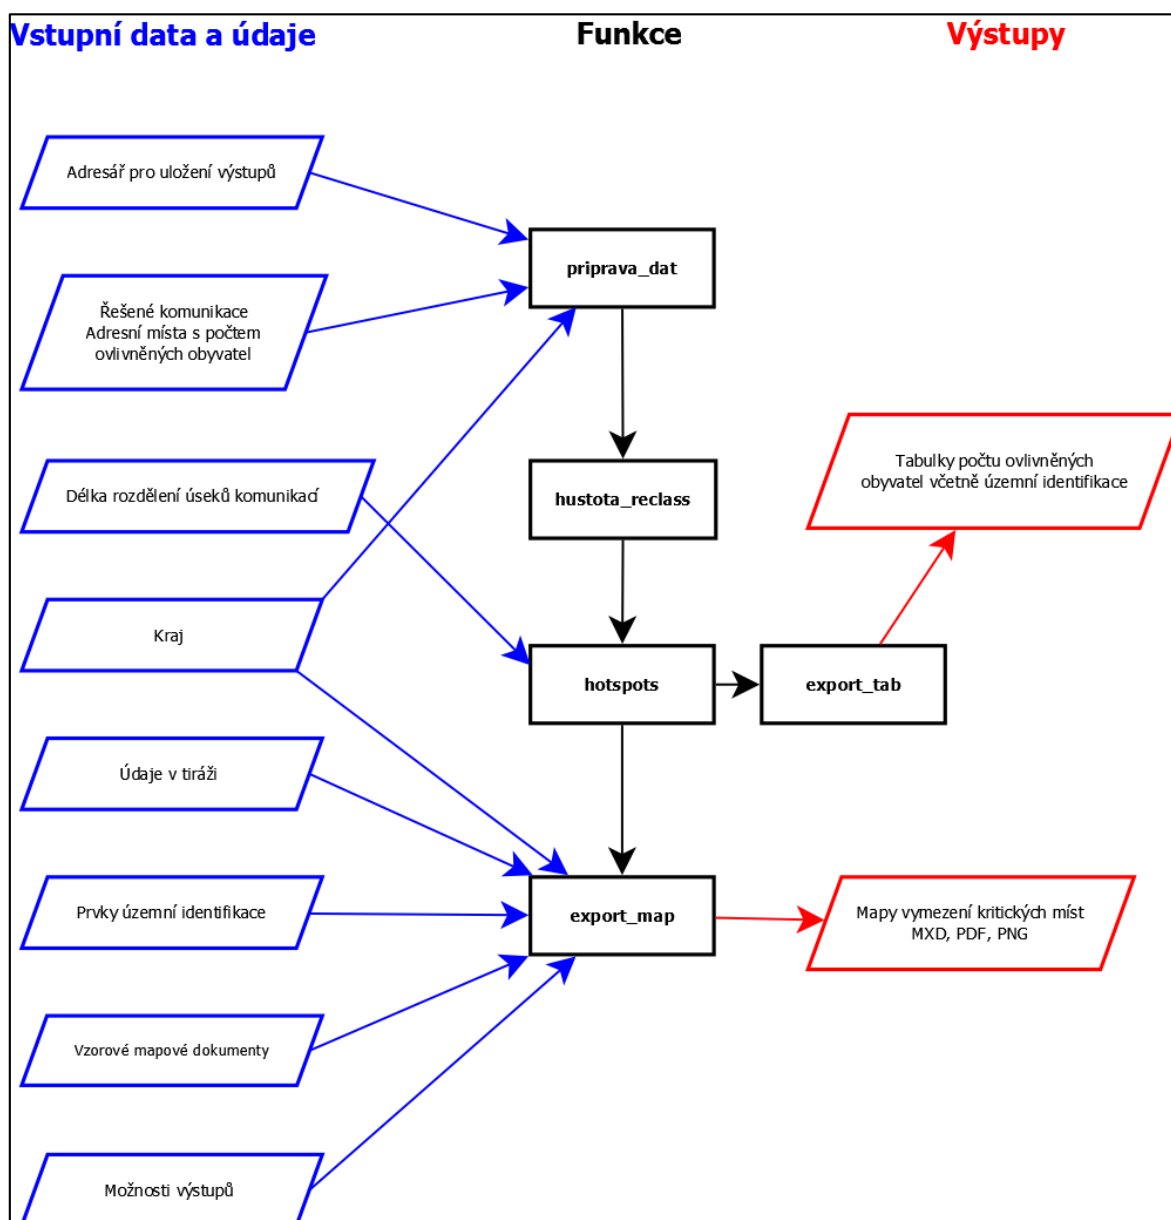 Vstupní data a údaje
Funkce
Výstupy
Adresář pro uložení výstupů
priprava_dat
Řešené komunikace
Adresní místa s počtem
ovlivněných obyvatel
Tabulky počtu ovlivněných
obyvatel včetně územní identifikace
Délka rozdělení úseků komunikací
hustota_reclass
Kraj
hotspots
export_tab
Údaje v tiráži
Prvky územní identifikace
export_map
Mapy vymezení kritických míst
MXD, PDF, PNG
Vzorové mapové dokumenty
Možnosti výstupů